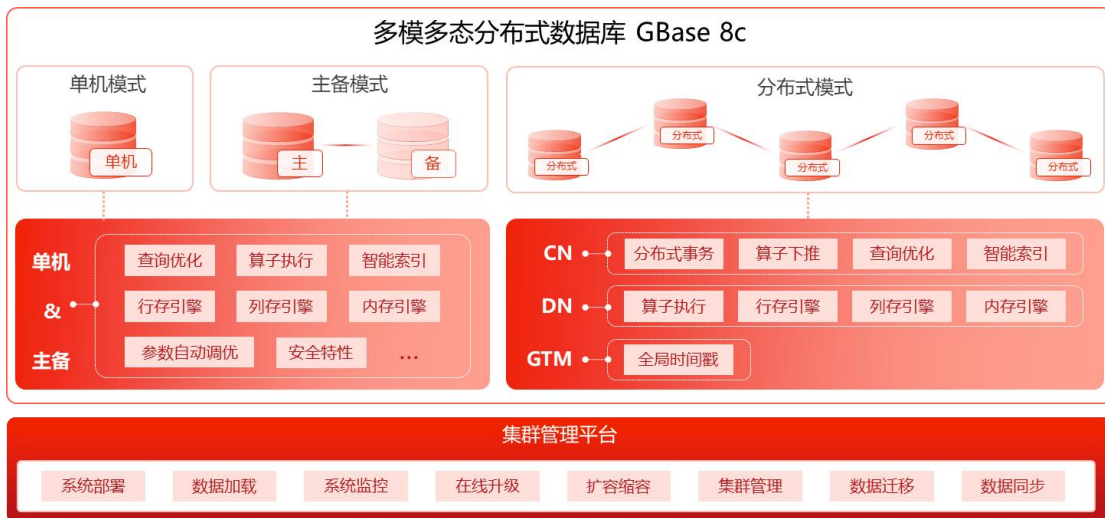 多模多态分布式数据库 GBase 8c
单机模式
单机
主备模式
主
备
分布式模式
分布式
分布式
分布式
分布式
分布式
单机
&
主备
查询优化 算子执行 智能索引
行存引擎 列存引擎 内存引擎
参数自动调优 安全特性 ...
CN 分布式事务 算子下推 查询优化 智能索引
DN 算子执行 行存引擎 列存引擎 内存引擎
GTM 全局时间戳
集群管理平台
系统部署 数据加载 系统监控 在线升级 扩容缩容 集群管理 数据迁移 数据同步